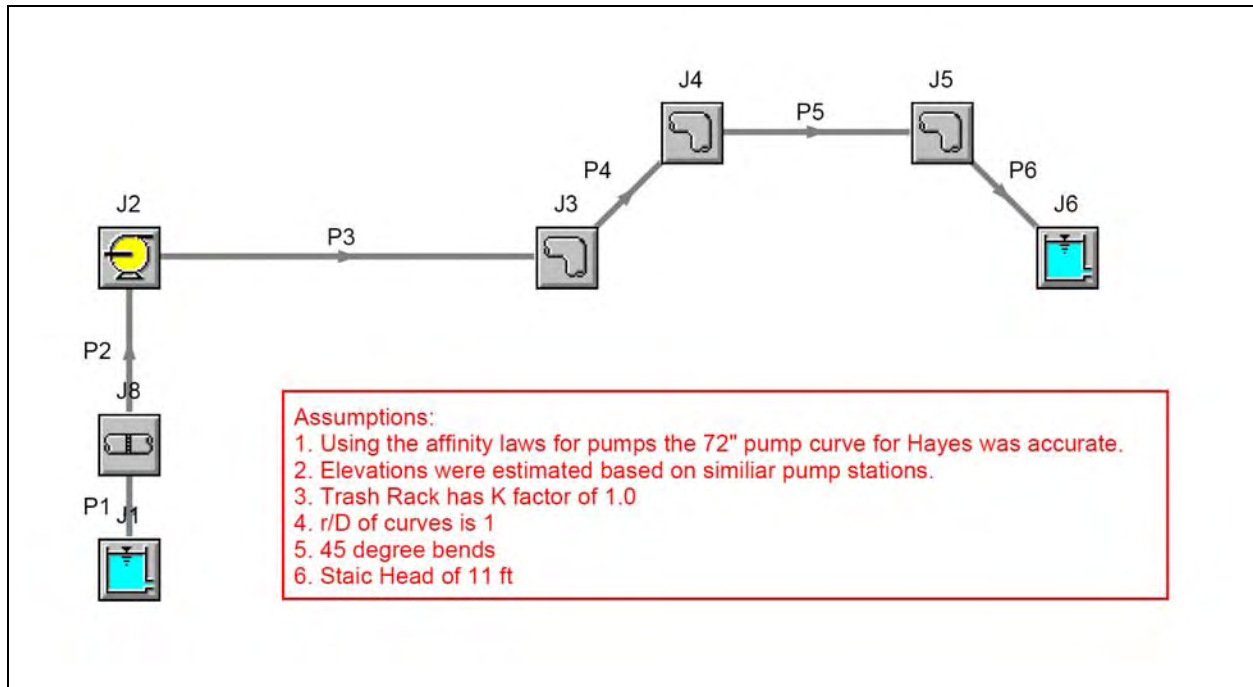 J4
J5
P5
P4
P6
J2
J3
J6
P3
P2
J8
Assumptions:
1. Using the affinity laws for pumps the 72" pump curve for Hayes was accurate.
2. Elevations were estimated based on similiar pump stations.
3. Trash Rack has K factor of 1.0
4. r/D of curves is 1
5. 45 degree bends
6. Staic Head of 11 ft
P1
J1